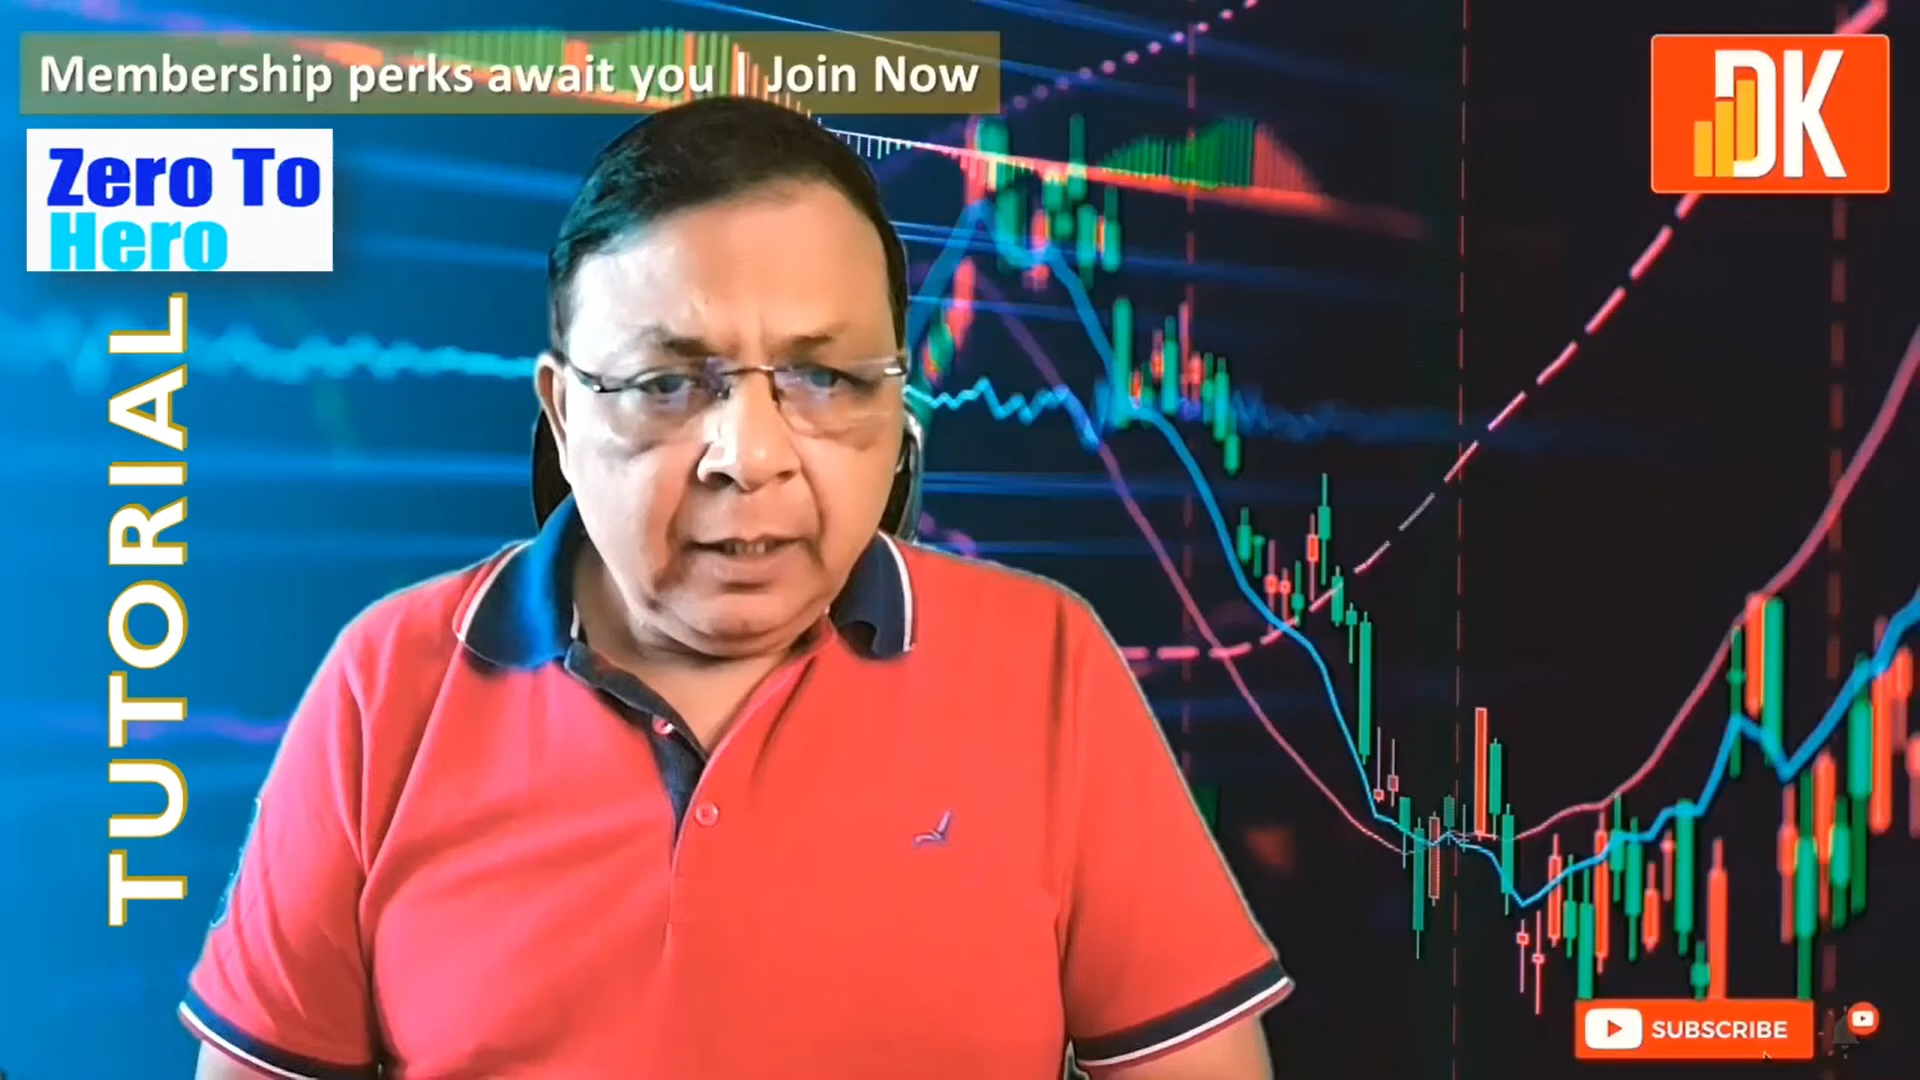 Membership perks await you | Join Now
DK
Zero To
Hero
TUTORIAL
SUBSCRIBE